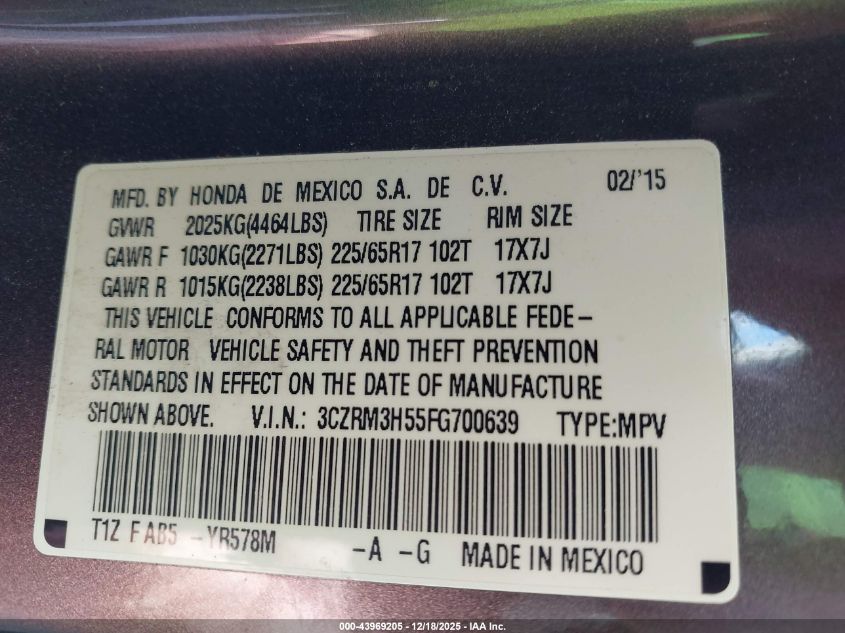 MFD. BY HONDA DE MEXICO S.A. DE C.V. 02/'15
GVWR 2025KG(4464LBS) TIRE SIZE RIM SIZE
GAWR F 1030KG(2271LBS) 225/65R17 102T 17X7J
GAWR R 1015KG(2238LBS) 225/65R17 102T 17X7J
THIS VEHICLE CONFORMS TO ALL APPLICABLE FEDE-
RAL MOTOR VEHICLE SAFETY AND THEFT PREVENTION
STANDARDS IN EFFECT ON THE DATE OF MANUFACTURE
SHOWN ABOVE. V.I.N.: 3CZRM3H55FG700639 TYPE:MPV
T1Z F AB5 -YR578M -A -G MADE IN MEXICO
000-43969205 - 12/18/2025 - IAA Inc.